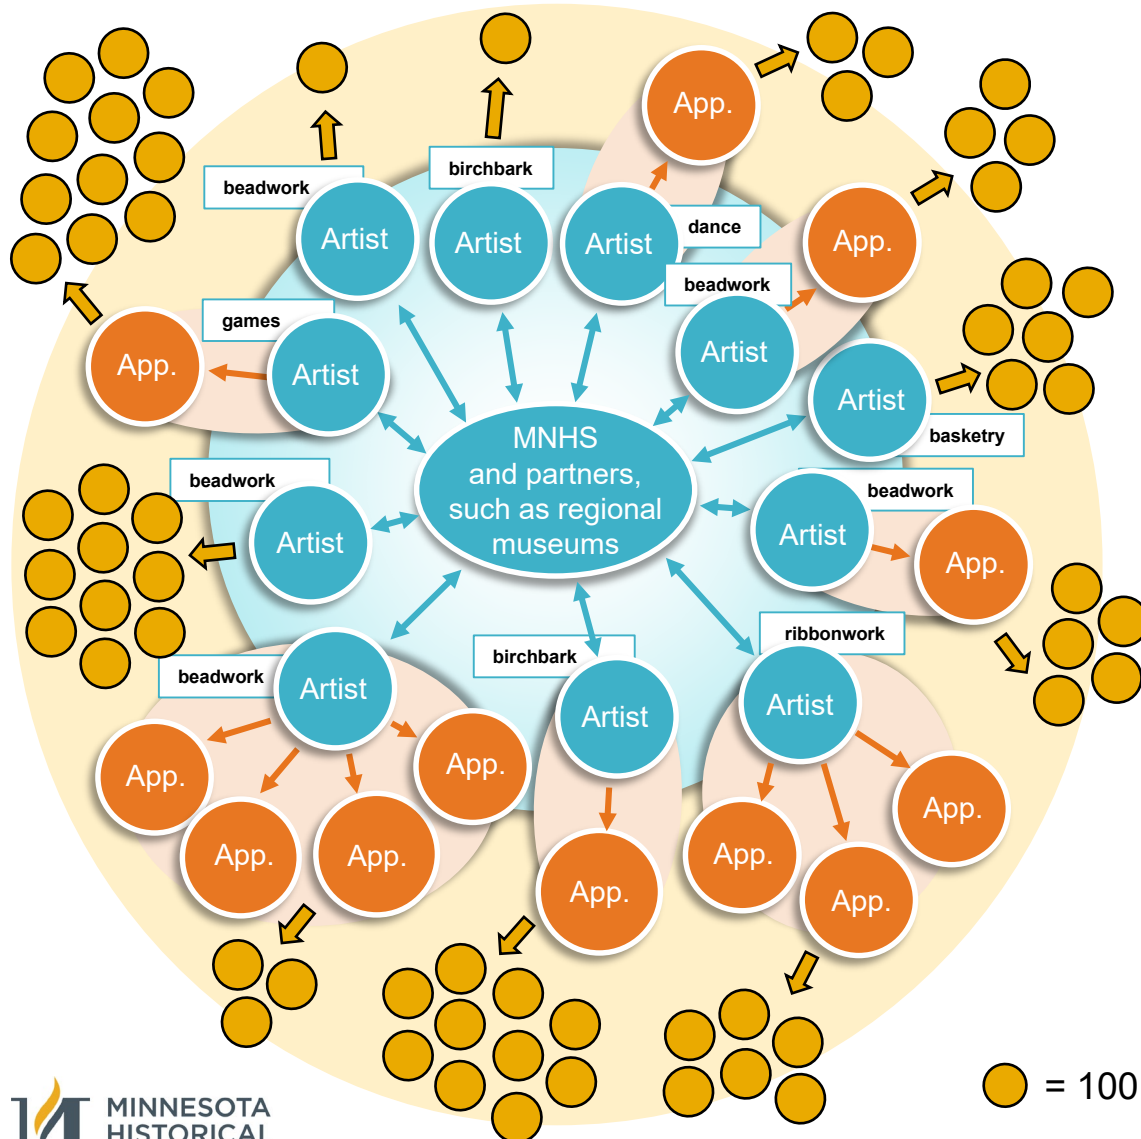 App.
birchbark
beadwork
Artist
Artist
Artist
dance
App.
beadwork
games
Artist
App.
Artist
Artist
basketry
MNHS
and partners,
such as regional
museums
beadwork
Artist
beadwork
Artist
App.
birchbark
ribbonwork
beadwork
Artist
Artist
Artist
App.
App.
App.
App.
App.
App.
App.
App.
App.
= 100
MINNESOTA
HISTORICAL